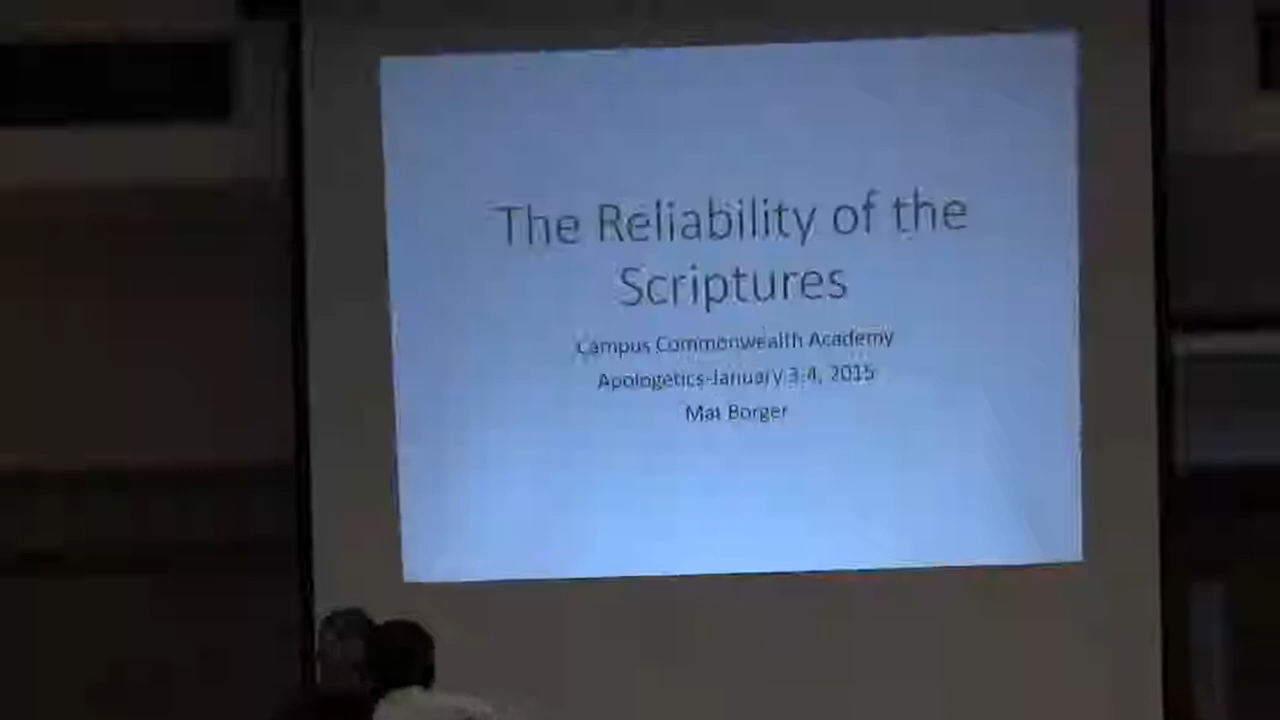 The Reliability of the
Scriptures
Campus Commonwealth Academy
Apologetics-January 3-4, 2015
Mat Borger